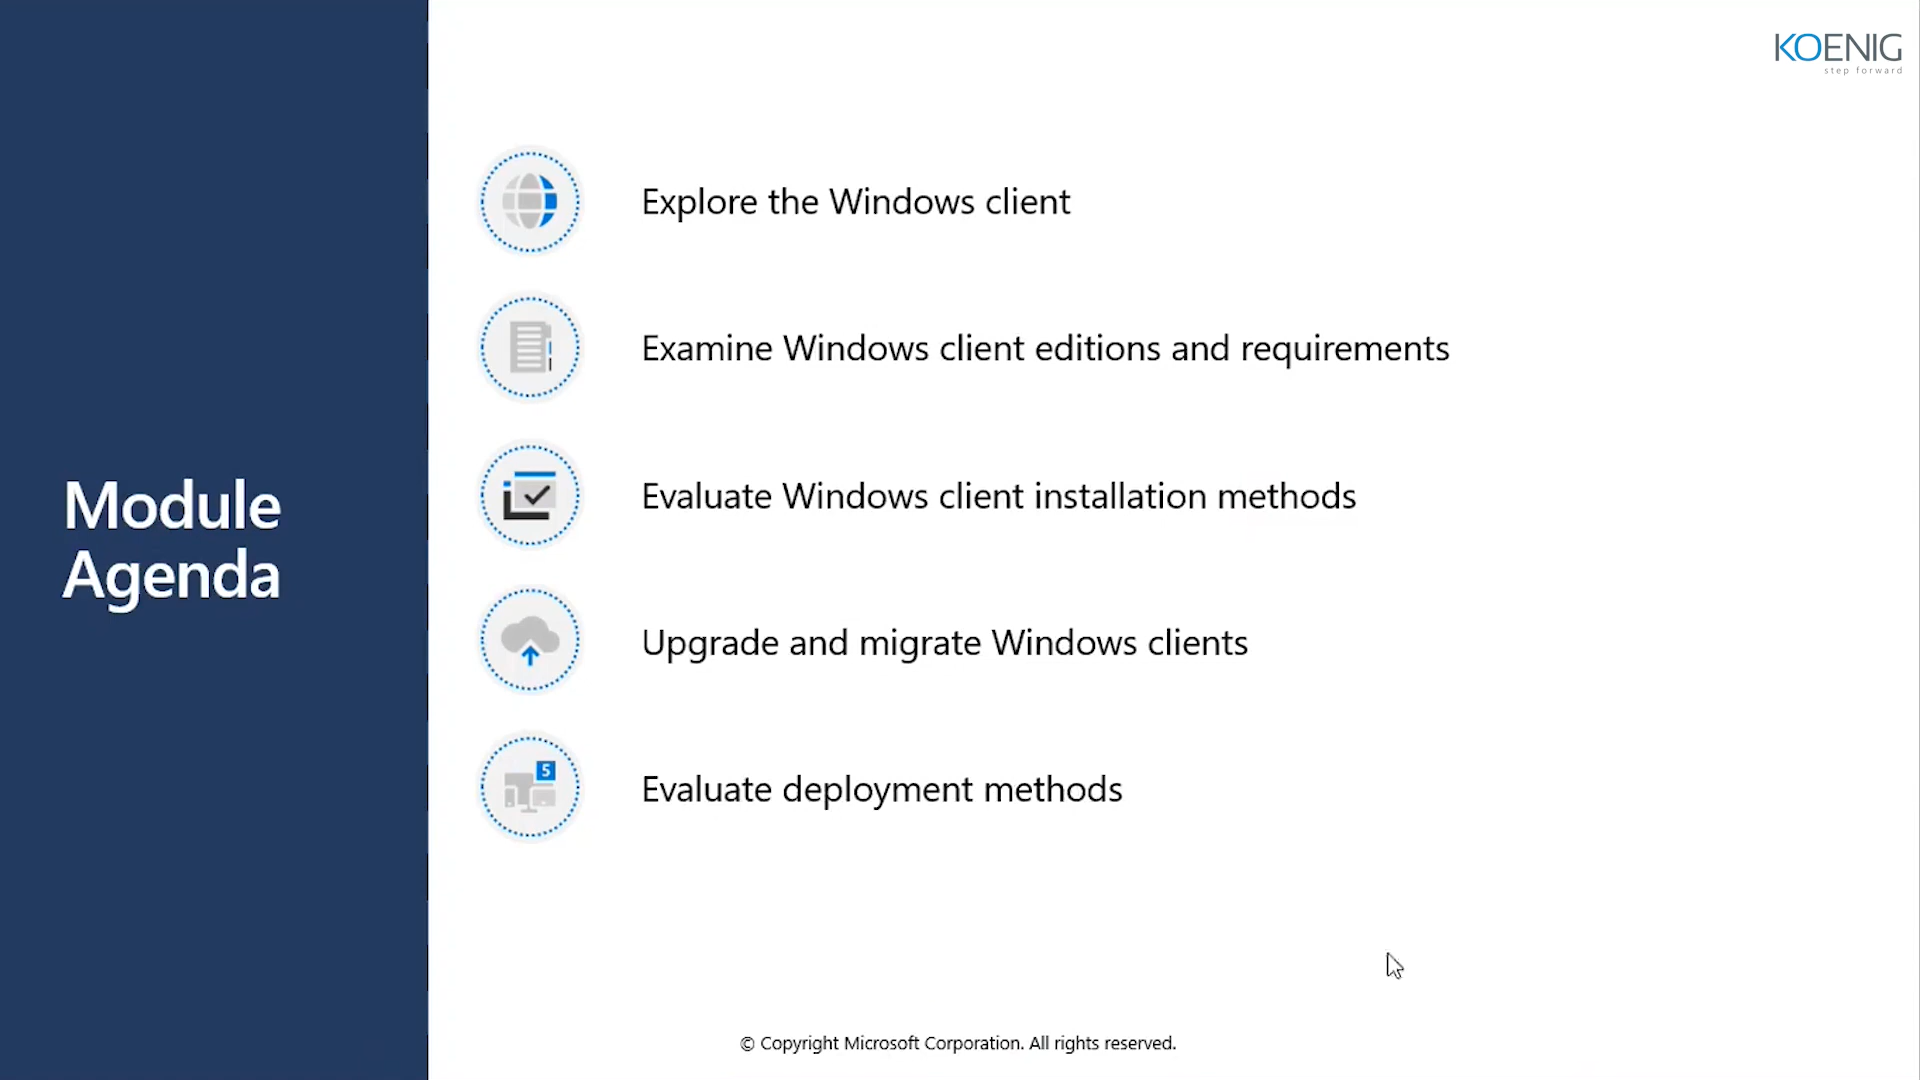 KOENIG
step forward
Module
Agenda
Explore the Windows client
Examine Windows client editions and requirements
Evaluate Windows client installation methods
Upgrade and migrate Windows clients
5
Evaluate deployment methods
© Copyright Microsoft Corporation. All rights reserved.